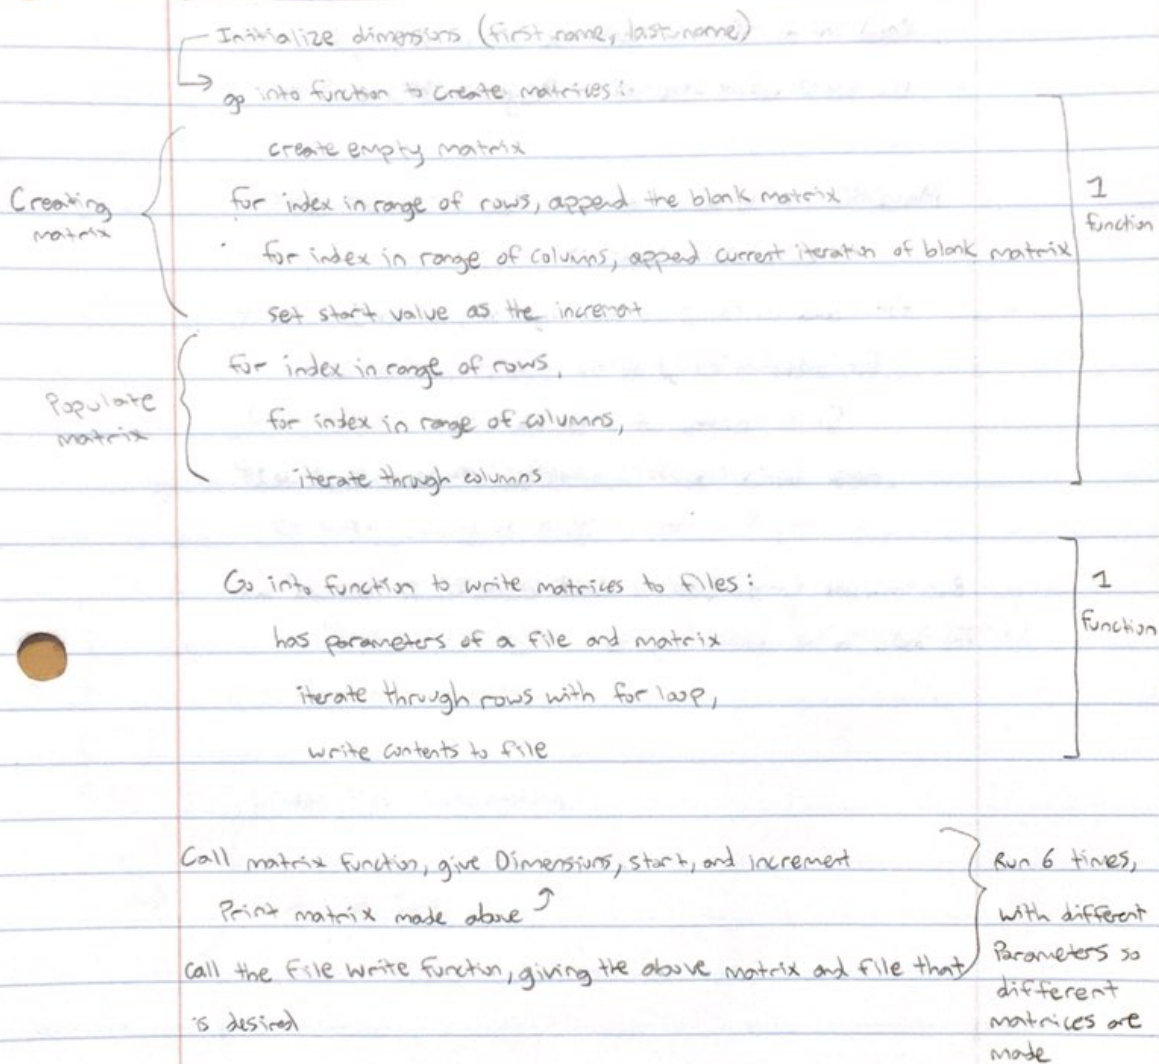 Initialize dimensions (first name, last name)
go into function to create matrices:
create empty matrix
Creating
matrix
for index in range of rows, append the blank matrix
for index in range of columns, append current iteration of blank matrix
set start value as the incremet
1
function
Populate
matrix
for index in range of rows,
for index in range of columns,
iterate through columns
Go into function to write matrices to files:
has parameters of a file and matrix
iterate through rows with for loop,
write contents to file
1
function
Call matrix function, give Dimensions, start, and increment
Print matrix made above
call the file write function, giving the above matrix and file that
is desired
Run 6 times,
with different
Parameters so
different
matrices are
made